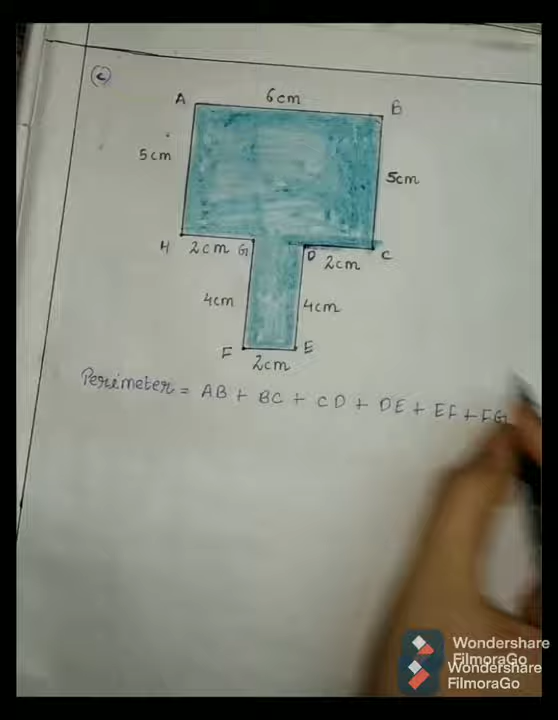 (c)
A 6cm B
5cm 5cm
H 2cm G D 2cm C
4cm 4cm
F 2cm E
Perimeter = AB + BC + CD + DE + EF + FG
Wondershare
FilmoraGo
Wondershare
FilmoraGo